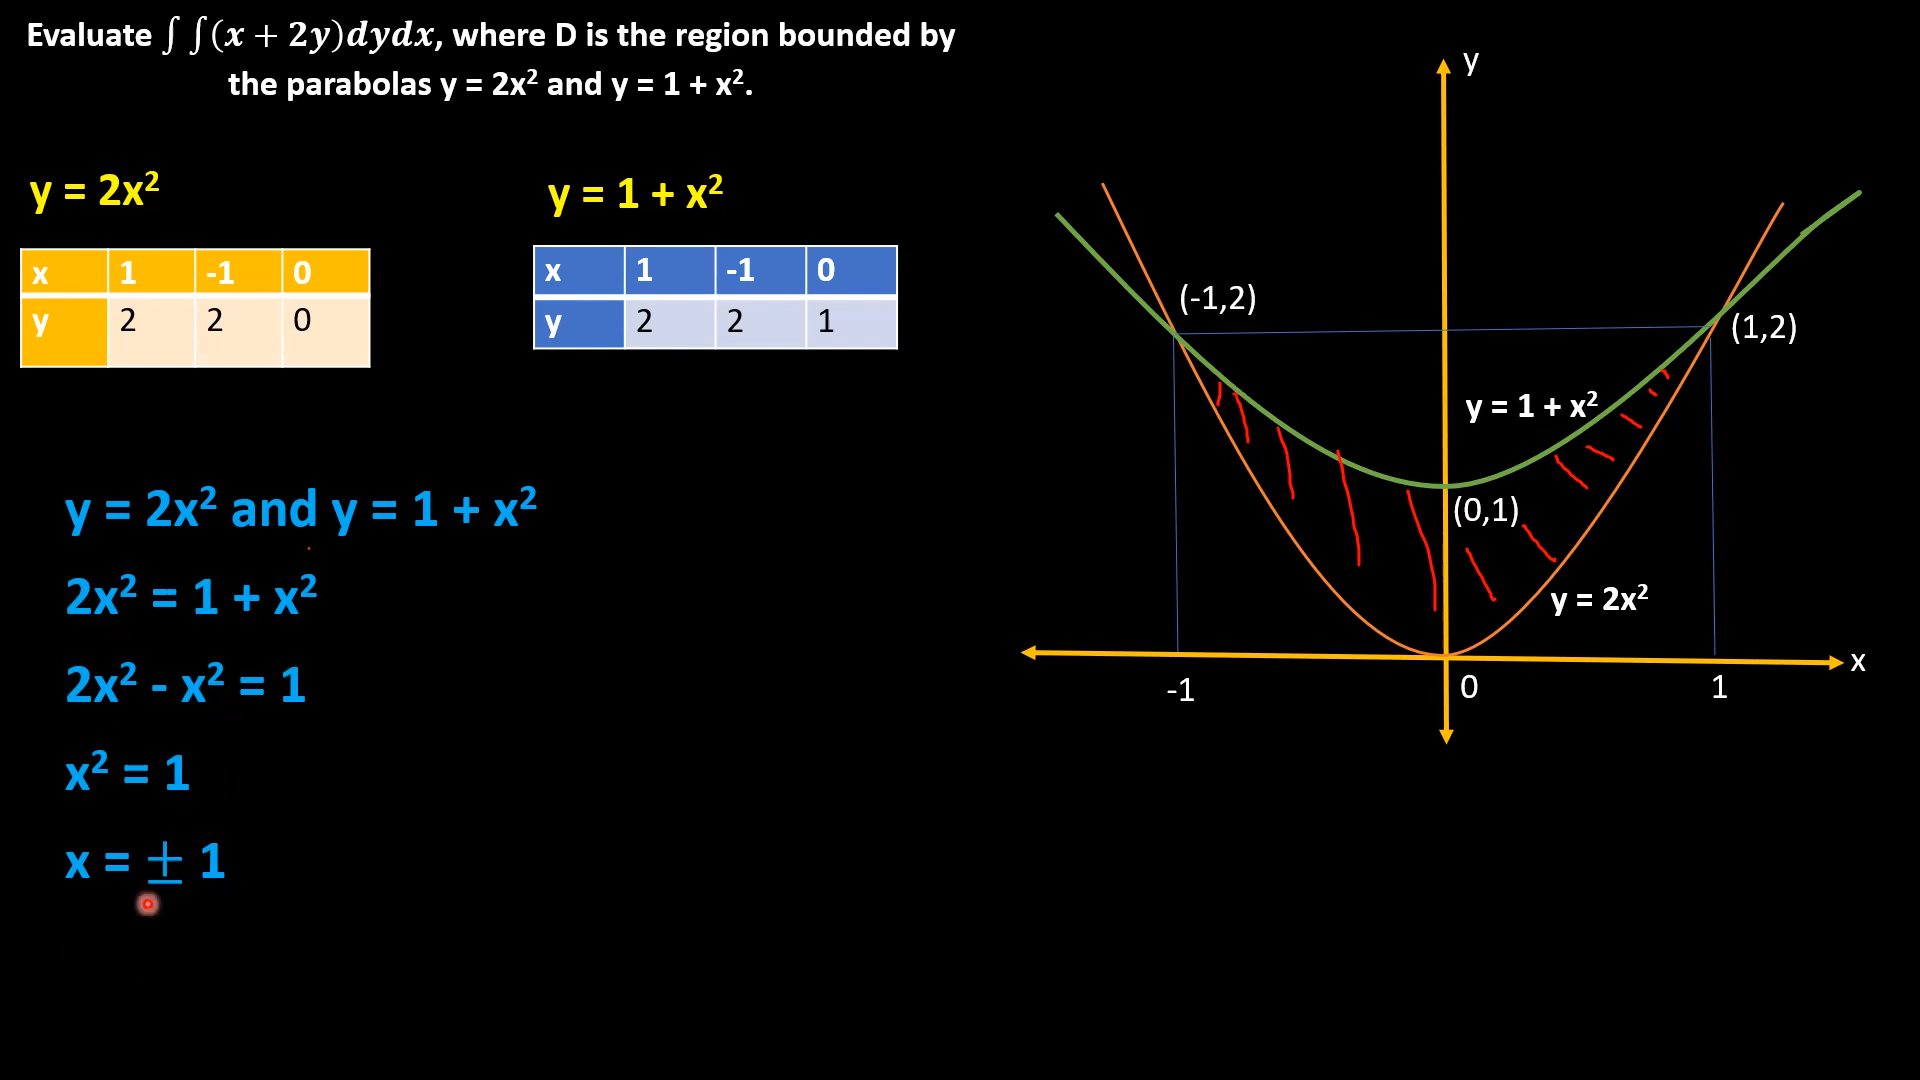 Evaluate ∫ ∫(x + 2y)dydx, where D is the region bounded by
the parabolas y = 2x² and y = 1 + x².
y = 2x²
x 1 -1 0
y 2 2 0
y = 1 + x²
x 1 -1 0
y 2 2 1
y = 2x² and y = 1 + x²
2x² = 1 + x²
2x² - x² = 1
x² = 1
x = ± 1
y
(-1,2)
(1,2)
y = 1 + x²
(0,1)
y = 2x²
x
-1
0
1